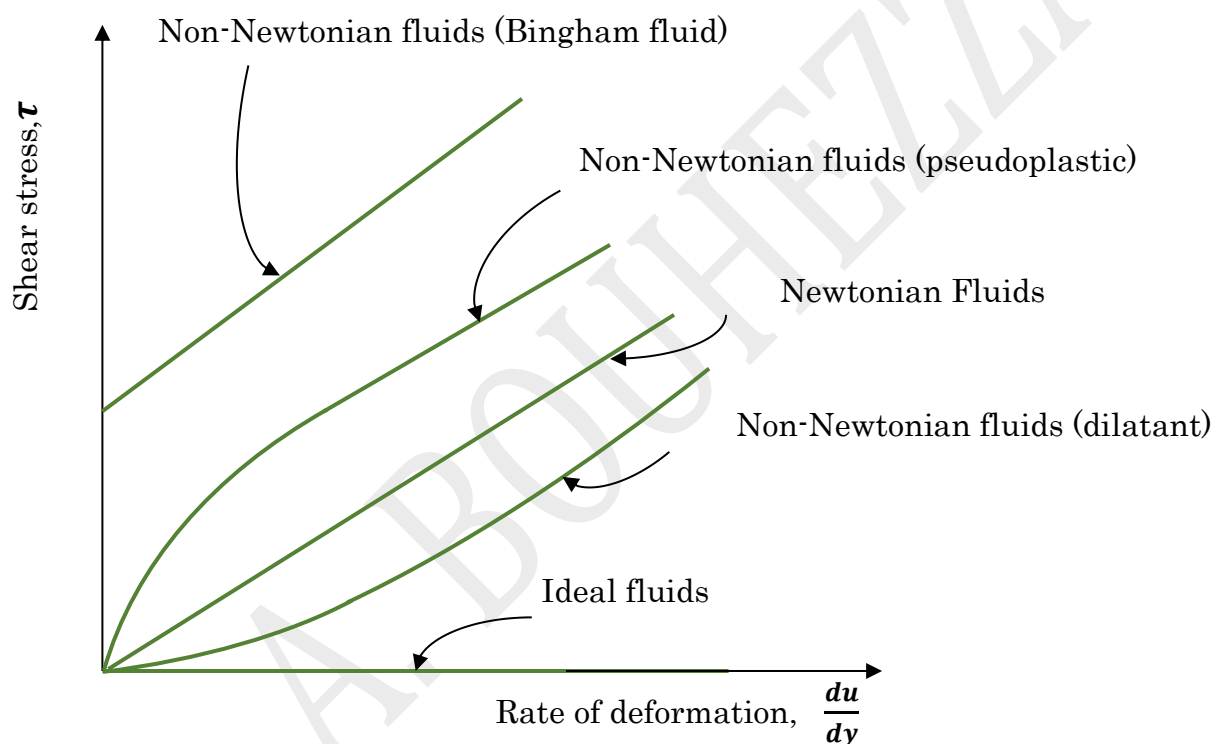 Non-Newtonian fluids (Bingham fluid)
Shear stress,τ
Non-Newtonian fluids (pseudoplastic)
Newtonian Fluids
Non-Newtonian fluids (dilatant)
Ideal fluids
Rate of deformation, du/dy
A. BOUHEZZA